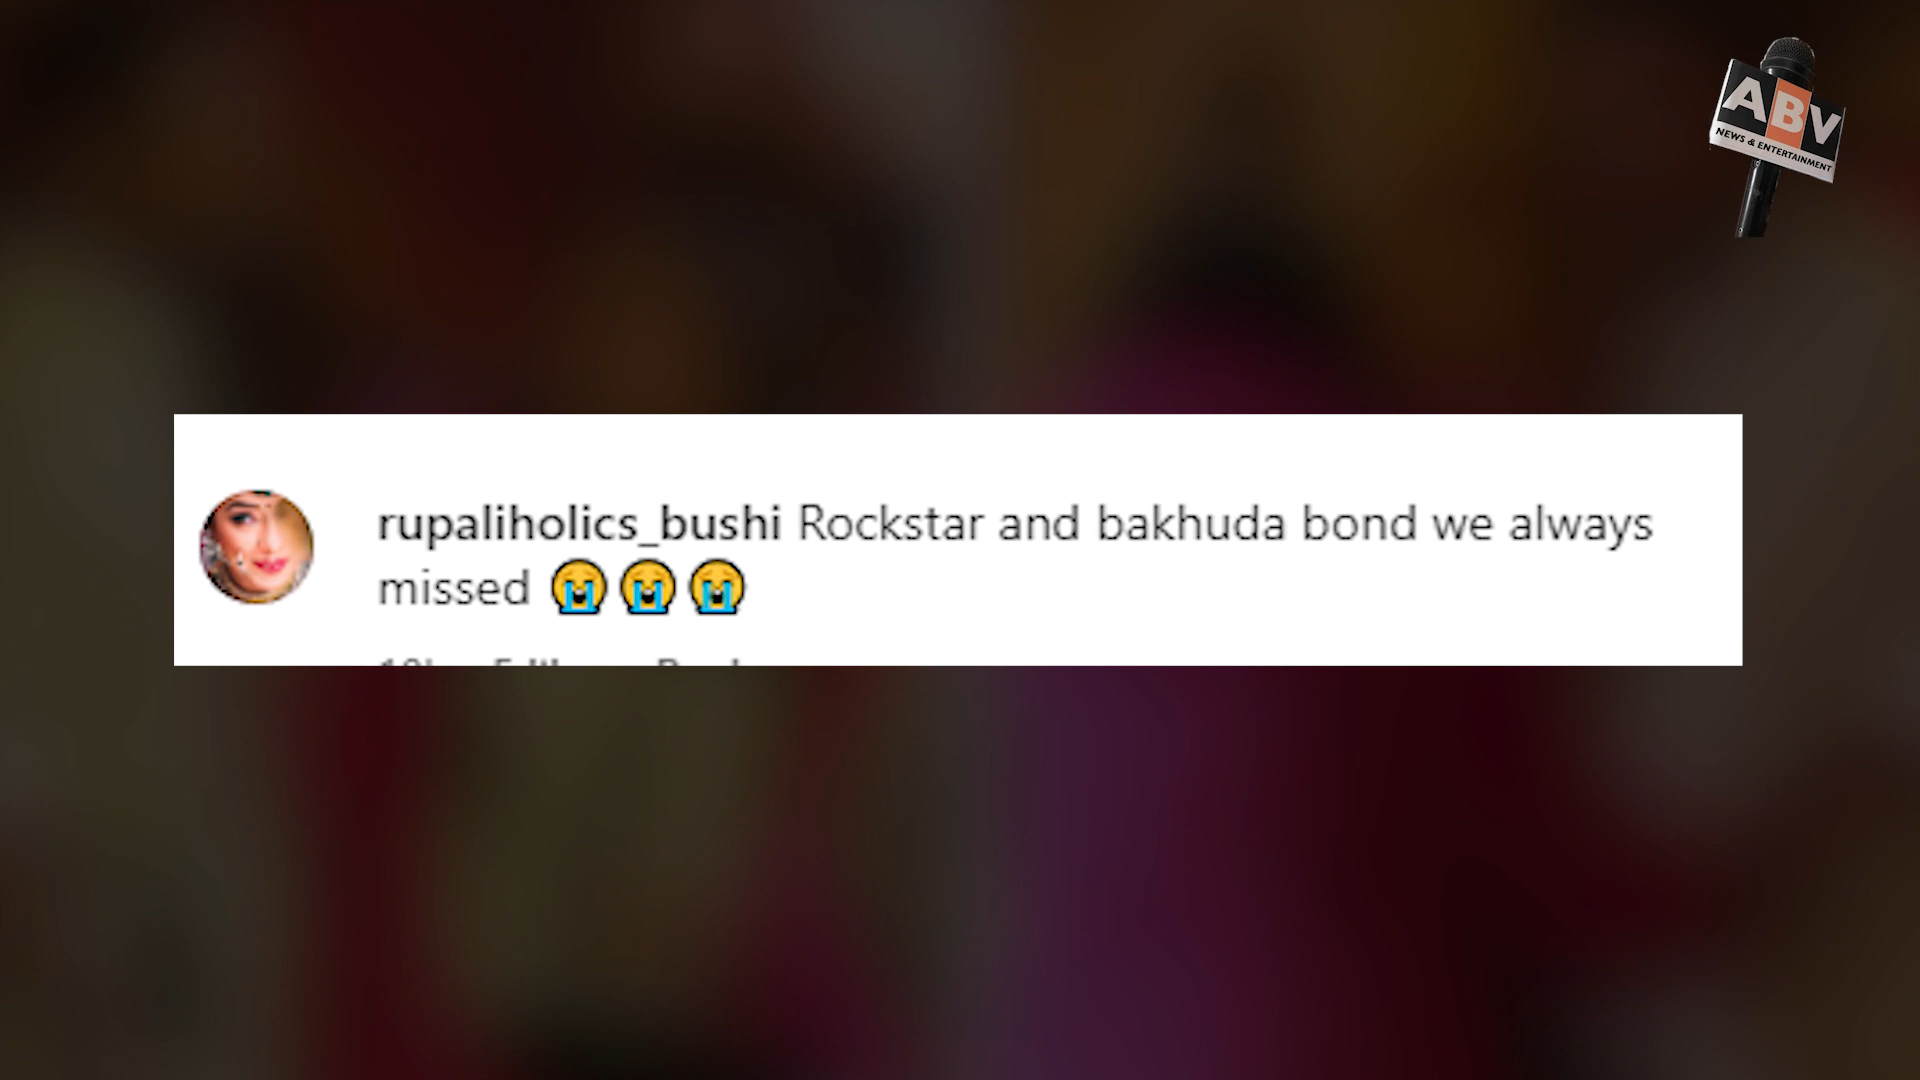 ABV
NEWS & ENTERTAINMENT
rupaliholics_bushi Rockstar and bakhuda bond we always
missed 😭😭😭